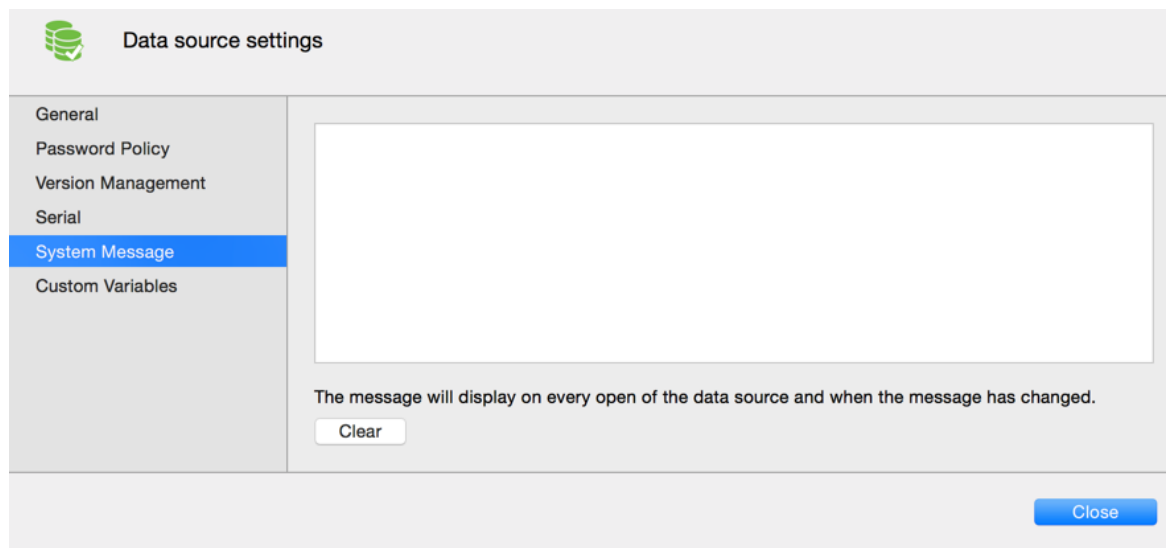 Data source settings
General
Password Policy
Version Management
Serial
System Message
Custom Variables
The message will display on every open of the data source and when the message has changed.
Clear
Close